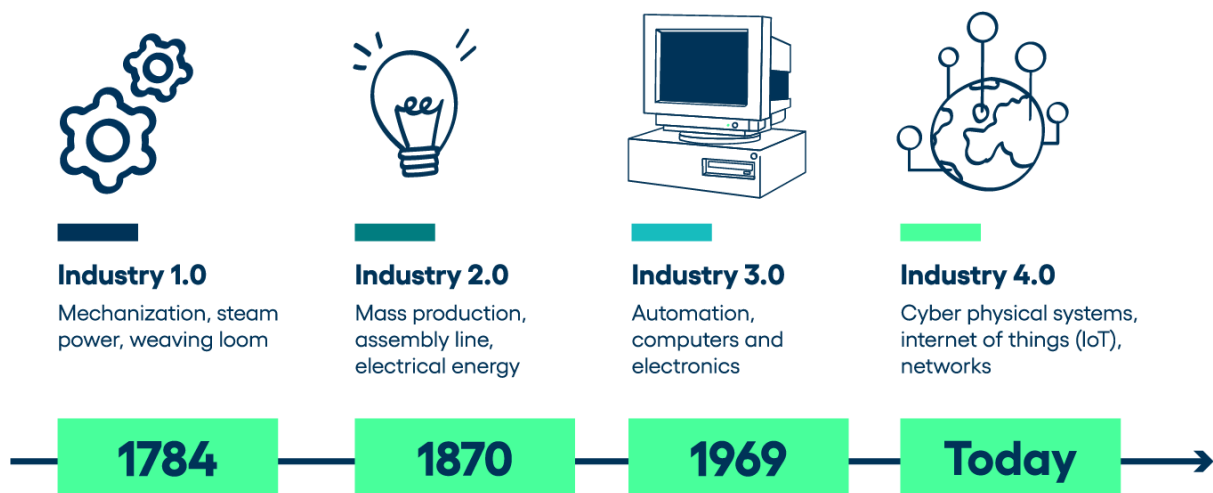 Industry 1.0
Mechanization, steam
power, weaving loom
1784
Industry 2.0
Mass production,
assembly line,
electrical energy
1870
Industry 3.0
Automation,
computers and
electronics
1969
Industry 4.0
Cyber physical systems,
internet of things (IoT),
networks
Today